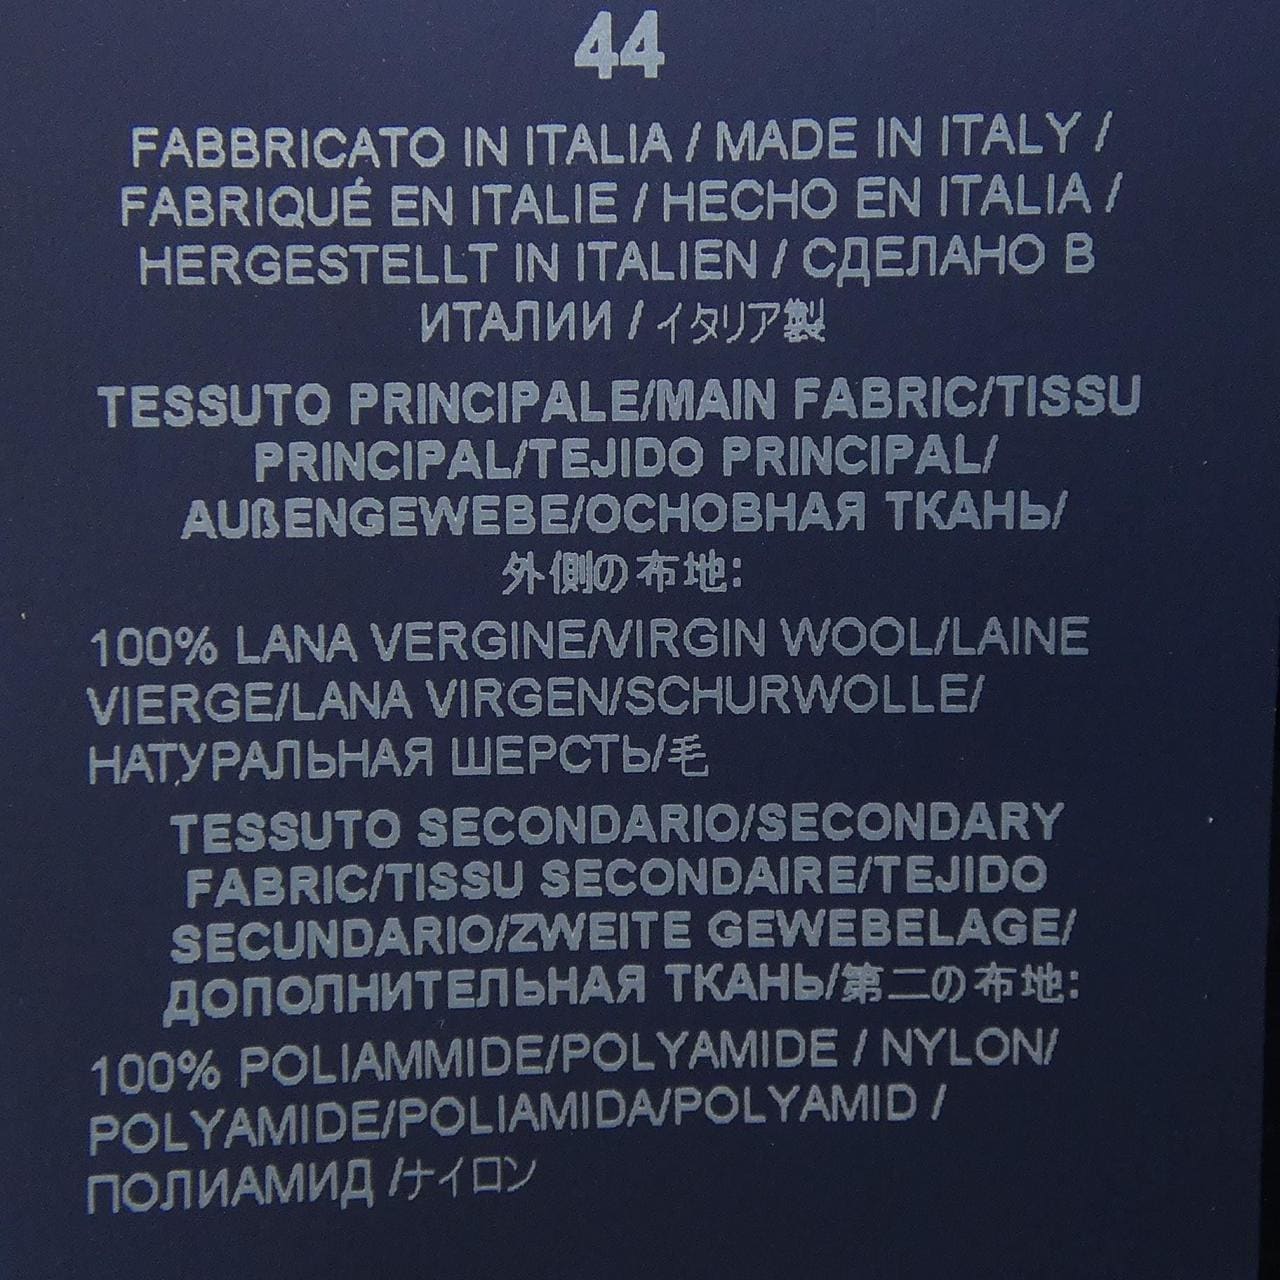 44
FABBRICATO IN ITALIA / MADE IN ITALY /
FABRIQUÉ EN ITALIE / HECHO EN ITALIA /
HERGESTELLT IN ITALIEN / СДЕЛАНО В
ИТАЛИИ / イタリア製
TESSUTO PRINCIPALE/MAIN FABRIC/TISSU
PRINCIPAL/TEJIDO PRINCIPAL/
AUßENGEWEBE/ОСНОВНАЯ ТКАНЬ/
外側の布地:
100% LANA VERGINE/VIRGIN WOOL/LAINE
VIERGE/LANA VIRGEN/SCHURWOLLE/
НАТУРАЛЬНАЯ ШЕРСТЬ/毛
TESSUTO SECONDARIO/SECONDARY
FABRIC/TISSU SECONDAIRE/TEJIDO
SECUNDARIO/ZWEITE GEWEBELAGE/
ДОПОЛНИТЕЛЬНАЯ ТКАНЬ/第二の布地:
100% POLIAMMIDE/POLYAMIDE / NYLON/
POLYAMIDE/POLIAMIDA/POLYAMID /
ПОЛИАМИД /ナイロン